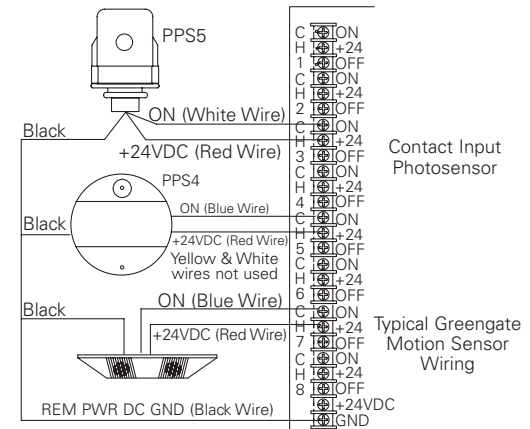 PPS5
C ON
H +24
1 OFF
C ON
H +24
2 OFF
ON (White Wire)
C ON
Black
H +24
+24VDC (Red Wire)
3 OFF
Contact Input
Photosensor
C ON
H +24
PPS4
4 OFF
ON (Blue Wire)
C ON
Black
H +24
+24VDC (Red Wire)
5 OFF
Yellow & White
wires not used
C ON
H +24
6 OFF
ON (Blue Wire)
C ON
Black
H +24
+24VDC (Red Wire)
7 OFF
Typical Greengate
Motion Sensor
Wiring
C ON
H +24
8 OFF
+24VDC
REM PWR DC GND (Black Wire)
GND